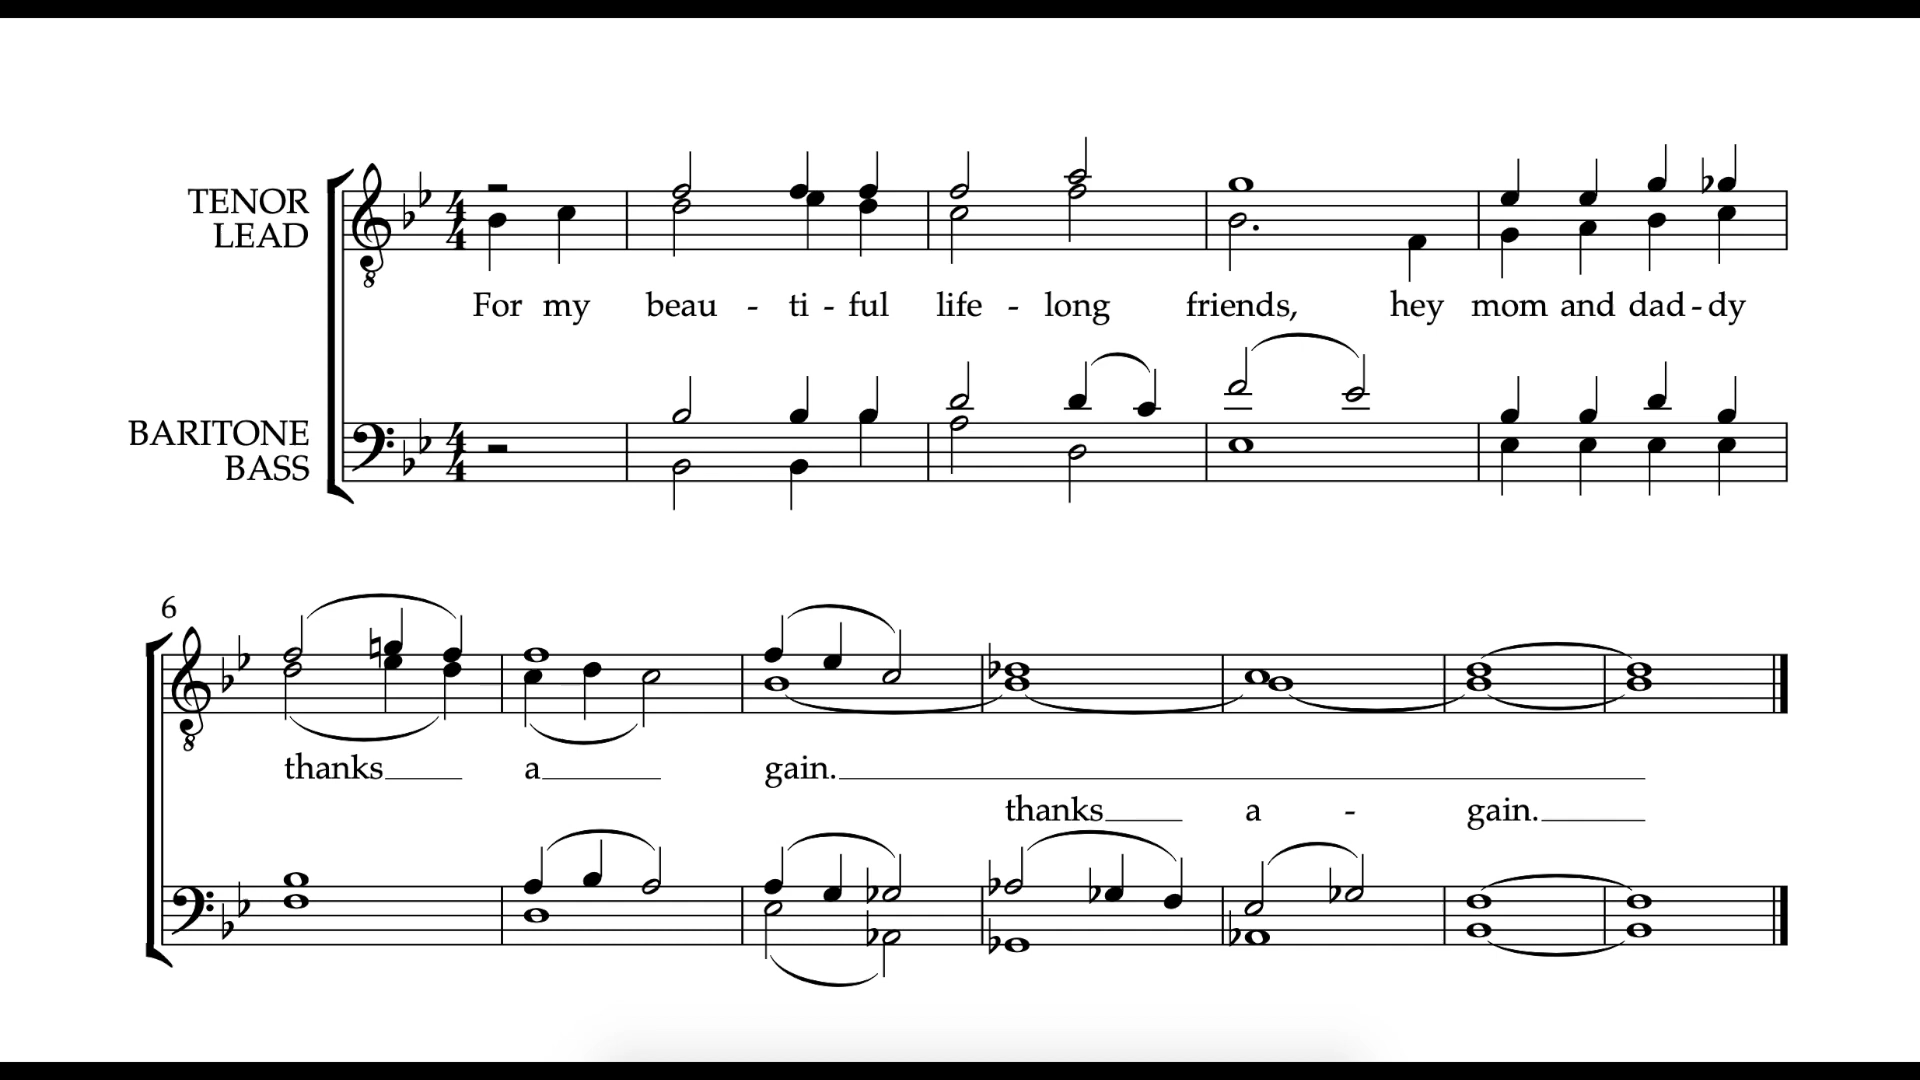 TENOR
LEAD
For my beau - ti - ful life - long friends, hey mom and dad - dy
BARITONE
BASS
6
thanks a gain.
thanks a - gain.